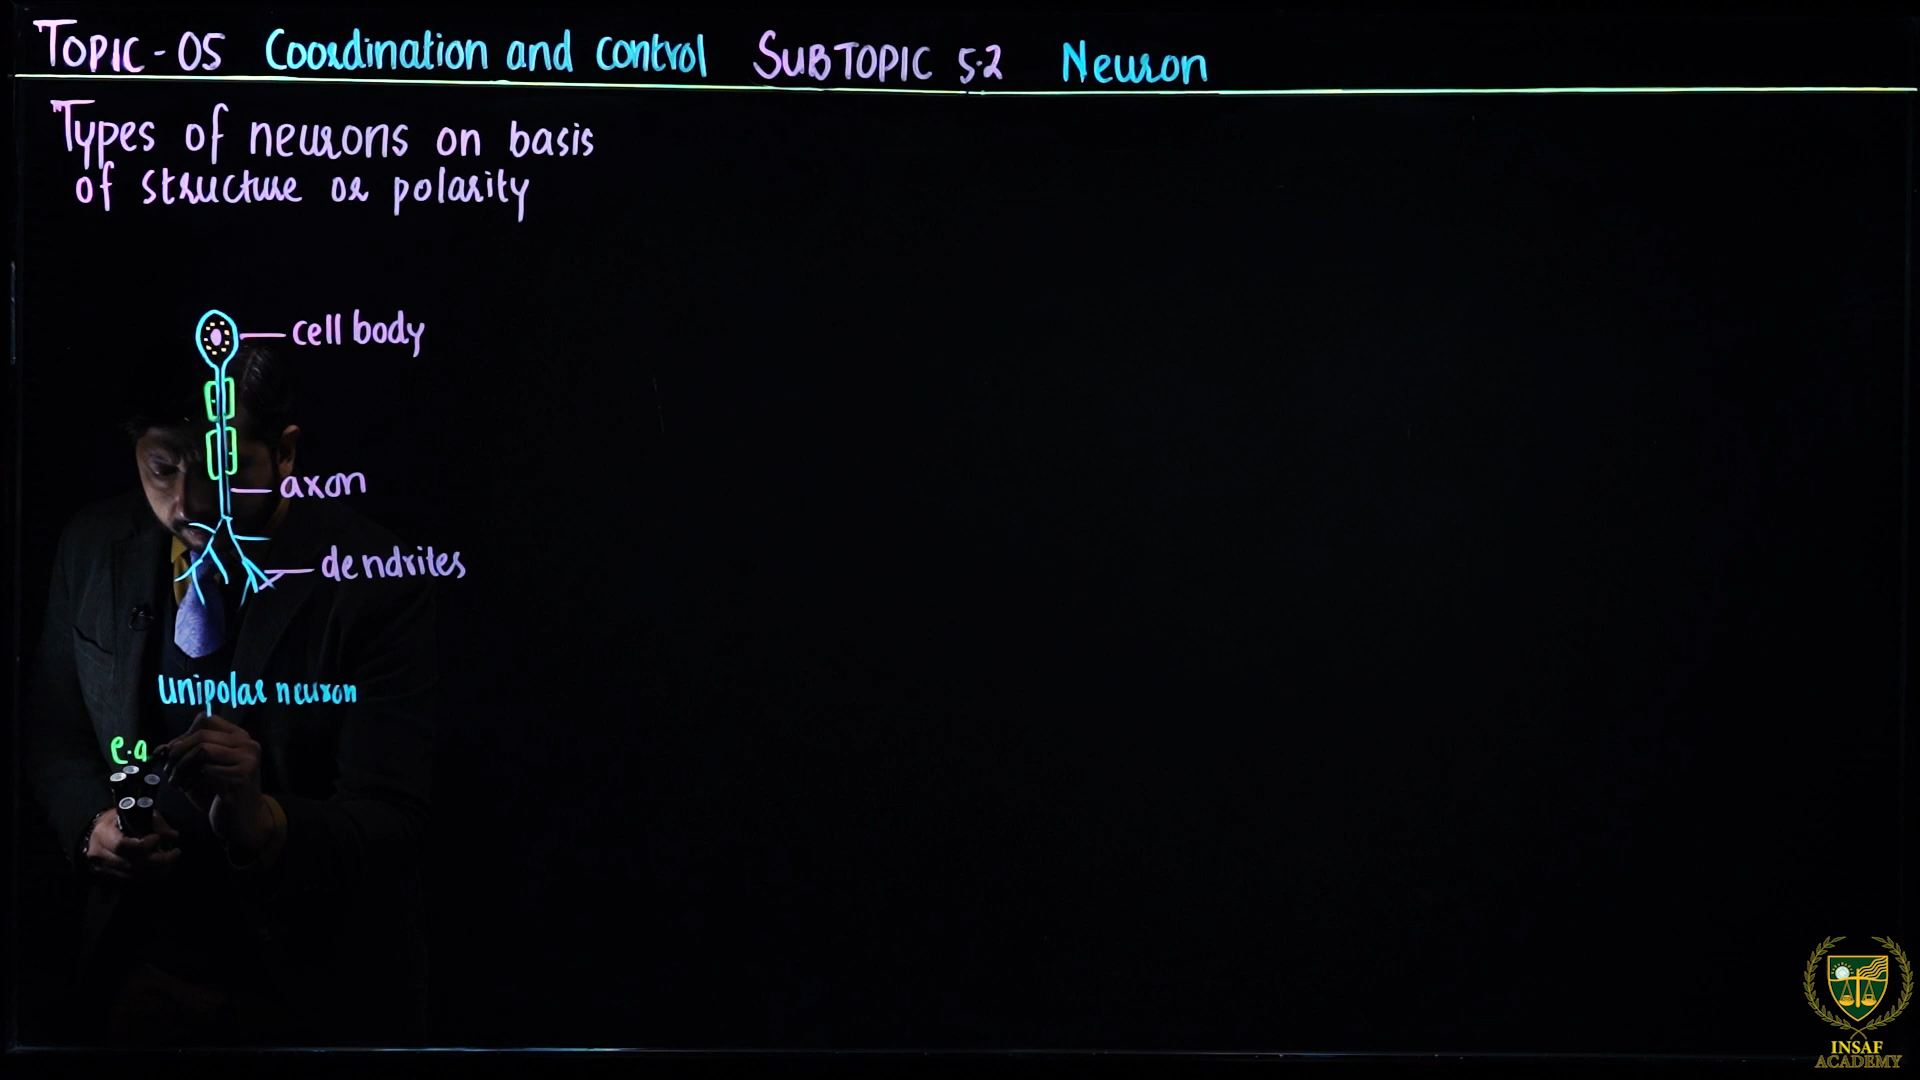 TOPIC - 05 Coordination and control SUBTOPIC 5.2 Neuron
Types of neurons on basis
of structure or polarity
cell body
axon
dendrites
unipolar neuron
e.g
INSAF
ACADEMY